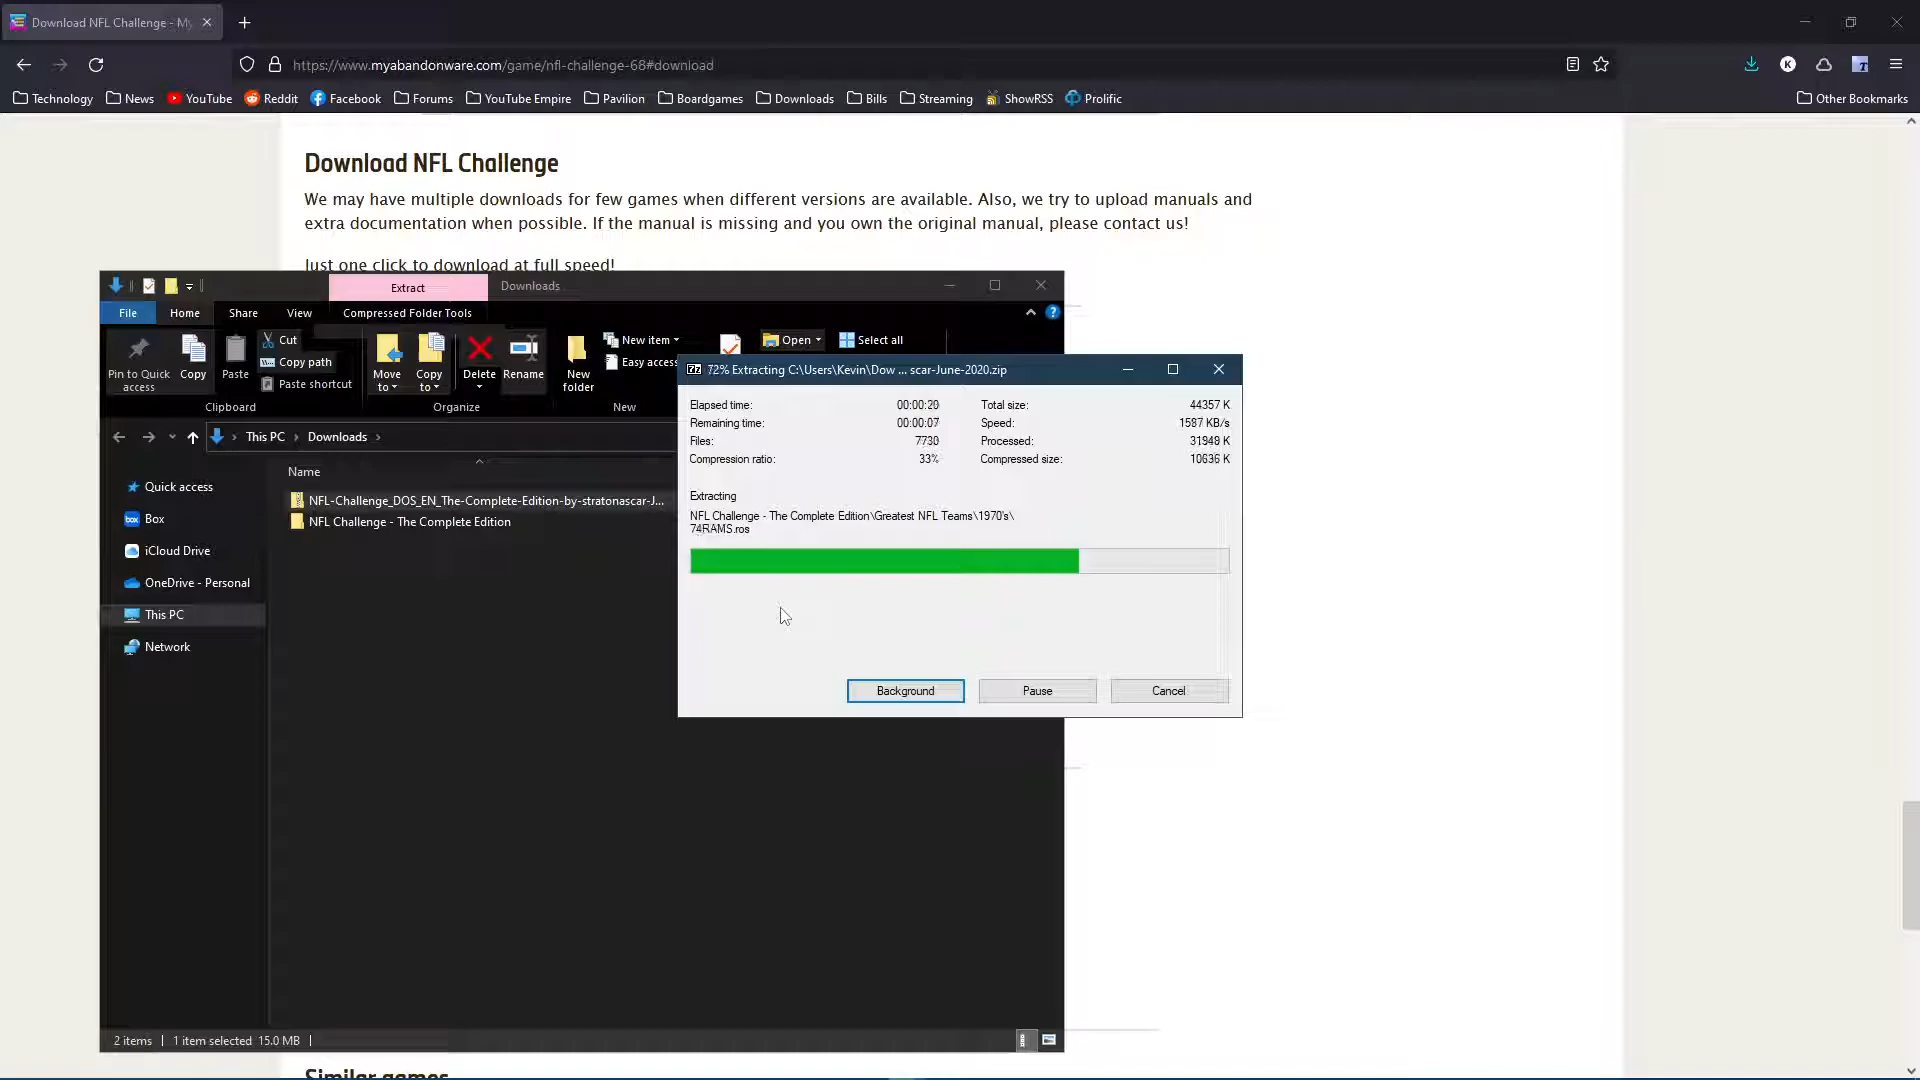 Download NFL Challenge - My
https://www.myabandonware.com/game/nfl-challenge-68#download
Technology News YouTube Reddit Facebook Forums YouTube Empire Pavilion Boardgames Downloads Bills Streaming ShowRSS Prolific Other Bookmarks
Download NFL Challenge
We may have multiple downloads for few games when different versions are available. Also, we try to upload manuals and
extra documentation when possible. If the manual is missing and you own the original manual, please contact us!
Just one click to download at full speed!
Extract Downloads
File Home Share View Compressed Folder Tools
Pin to Quick access
Copy
Paste
Cut
Copy path
Paste shortcut
Clipboard
Move to
Copy to
Delete
Rename
Organize
New folder
New item
Easy access
New
Open
Select all
This PC > Downloads >
Name
Quick access
Box
iCloud Drive
OneDrive - Personal
This PC
Network
NFL-Challenge_DOS_EN_The-Complete-Edition-by-stratonascar-J...
NFL Challenge - The Complete Edition
2 items 1 item selected 15.0 MB
72% Extracting C:\Users\Kevin\Dow ... scar-June-2020.zip
Elapsed time: 00:00:20 Total size: 44357 K
Remaining time: 00:00:07 Speed: 1587 KB/s
Files: 7730 Processed: 31949 K
Compression ratio: 33% Compressed size: 10636 K
Extracting
NFL Challenge - The Complete Edition\Greatest NFL Teams\1970's\
74RAMS.ros
Background Pause Cancel
Similar games